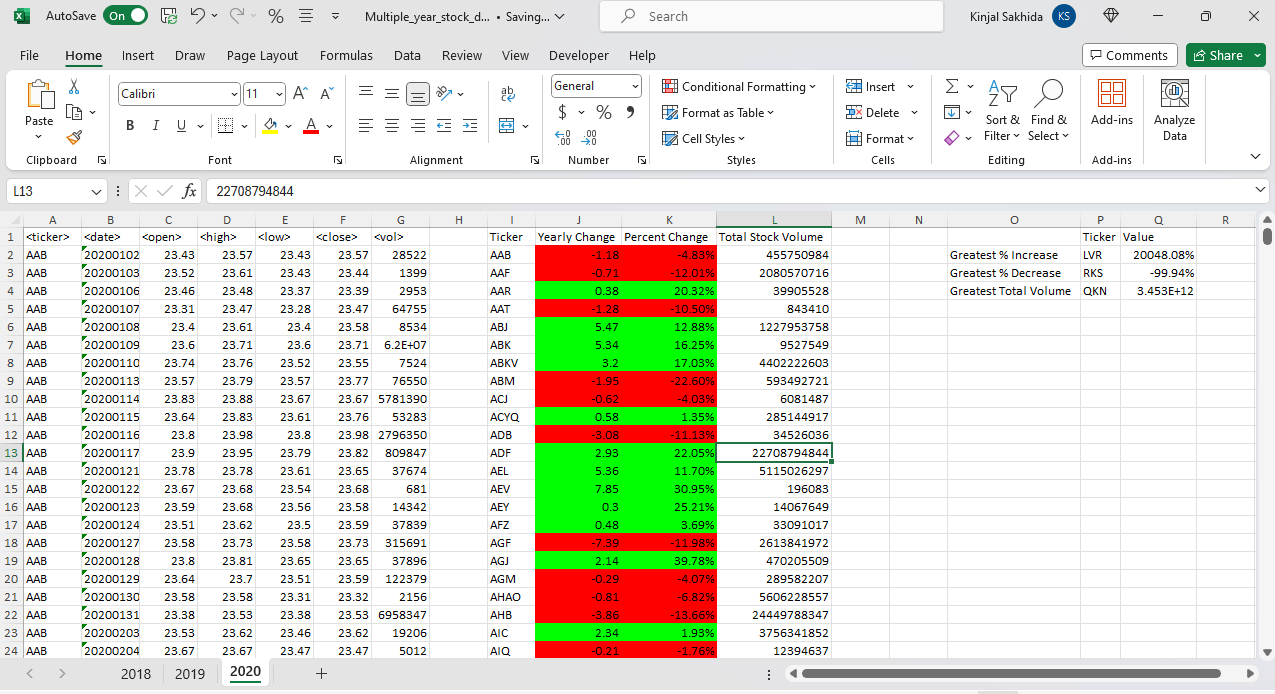 AutoSave On Multiple_year_stock_d... • Saving... Search Kinjal Sakhida KS
File Home Insert Draw Page Layout Formulas Data Review View Developer Help Comments Share
Calibri 11 General Conditional Formatting Insert
Paste Format as Table Delete Sort & Find & Add-ins Analyze
B I U $ % Cell Styles Format Filter Select Data
Clipboard Font Alignment Number Styles Cells Editing Add-ins
L13 fx 22708794844
A B C D E F G H I J K L M N O P Q R
1 <ticker> <date> <open> <high> <low> <close> <vol> Ticker Yearly Change Percent Change Total Stock Volume Ticker Value
2 AAB 20200102 23.43 23.57 23.43 23.57 28522 AAB -1.18 -4.83% 455750984 Greatest % Increase LVR 20048.08%
3 AAB 20200103 23.52 23.61 23.43 23.44 1399 AAF -0.71 -12.01% 2080570716 Greatest % Decrease RKS -99.94%
4 AAB 20200106 23.46 23.48 23.37 23.39 2953 AAR 0.38 20.32% 39905528 Greatest Total Volume QKN 3.453E+12
5 AAB 20200107 23.31 23.47 23.28 23.47 64755 AAT -1.28 -10.50% 843410
6 AAB 20200108 23.4 23.61 23.4 23.58 8534 ABJ 5.47 12.88% 1227953758
7 AAB 20200109 23.6 23.71 23.6 23.71 6.2E+07 ABK 5.34 16.25% 9527549
8 AAB 20200110 23.74 23.76 23.52 23.55 7524 ABKV 3.2 17.03% 4402222603
9 AAB 20200113 23.57 23.79 23.57 23.77 76550 ABM -1.95 -22.60% 593492721
10 AAB 20200114 23.83 23.88 23.67 23.67 5781390 ACJ -0.62 -4.03% 6081487
11 AAB 20200115 23.64 23.83 23.61 23.76 53283 ACYQ 0.58 1.35% 285144917
12 AAB 20200116 23.8 23.98 23.8 23.98 2796350 ADB -3.08 -11.13% 34526036
13 AAB 20200117 23.9 23.95 23.79 23.82 809847 ADF 2.93 22.05% 22708794844
14 AAB 20200121 23.78 23.78 23.61 23.65 37674 AEL 5.36 11.70% 5115026297
15 AAB 20200122 23.67 23.68 23.54 23.68 681 AEV 7.85 30.95% 196083
16 AAB 20200123 23.59 23.68 23.56 23.58 14342 AEY 0.3 25.21% 14067649
17 AAB 20200124 23.51 23.62 23.5 23.59 37839 AFZ 0.48 3.69% 33091017
18 AAB 20200127 23.58 23.73 23.58 23.73 315691 AGF -7.39 -11.98% 2613841972
19 AAB 20200128 23.8 23.81 23.65 23.65 37896 AGJ 2.14 39.78% 470205509
20 AAB 20200129 23.64 23.7 23.51 23.59 122379 AGM -0.29 -4.07% 289582207
21 AAB 20200130 23.58 23.58 23.31 23.32 2156 AHAO -0.81 -6.82% 5606228557
22 AAB 20200131 23.38 23.53 23.38 23.53 6958347 AHB -3.86 -13.66% 24449788347
23 AAB 20200203 23.53 23.62 23.46 23.62 19206 AIC 2.34 1.93% 3756341852
24 AAB 20200204 23.67 23.67 23.47 23.47 5012 AIQ -0.21 -1.76% 12394637
2018 2019 2020